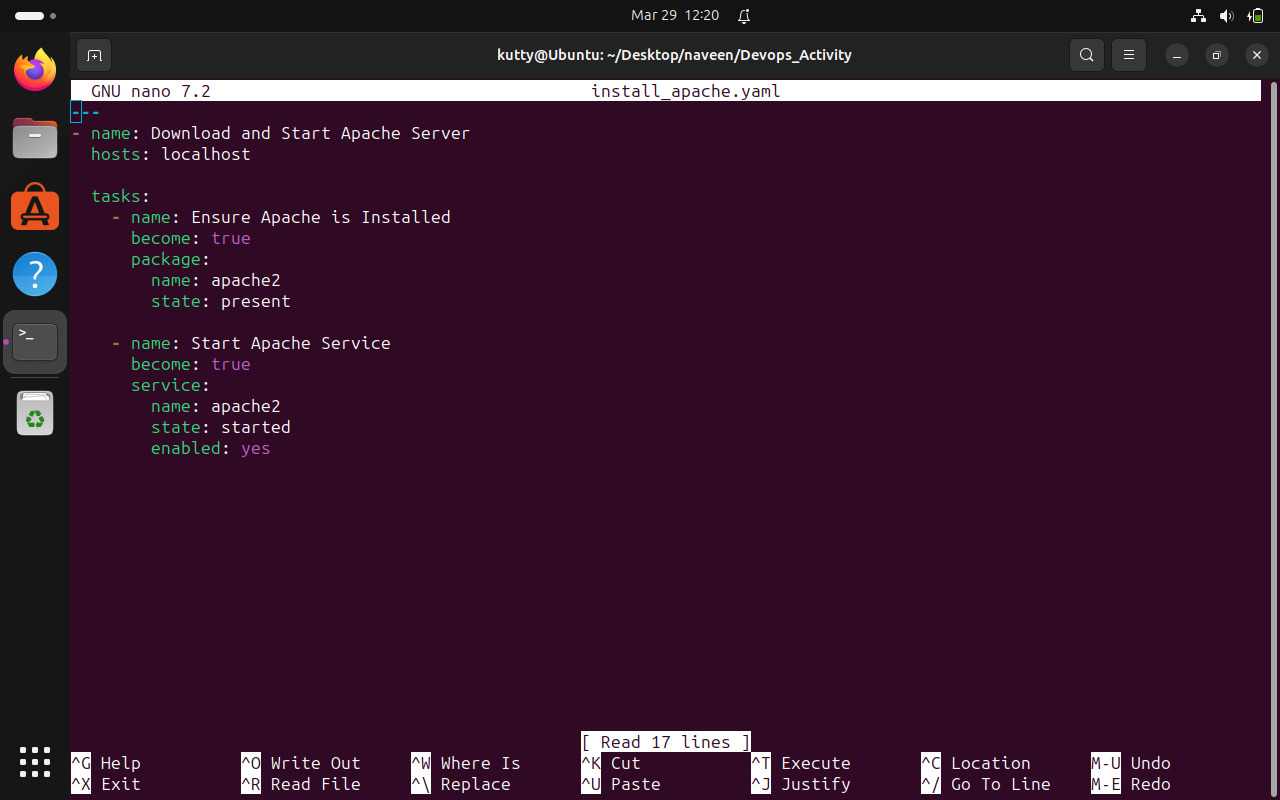 Mar 29 12:20
kutty@Ubuntu: ~/Desktop/naveen/Devops_Activity
GNU nano 7.2 install_apache.yaml
---
- name: Download and Start Apache Server
  hosts: localhost

  tasks:
    - name: Ensure Apache is Installed
      become: true
      package:
        name: apache2
        state: present

    - name: Start Apache Service
      become: true
      service:
        name: apache2
        state: started
        enabled: yes
[ Read 17 lines ]
^G Help ^O Write Out ^W Where Is ^K Cut ^T Execute ^C Location M-U Undo
^X Exit ^R Read File ^\ Replace ^U Paste ^J Justify ^/ Go To Line M-E Redo